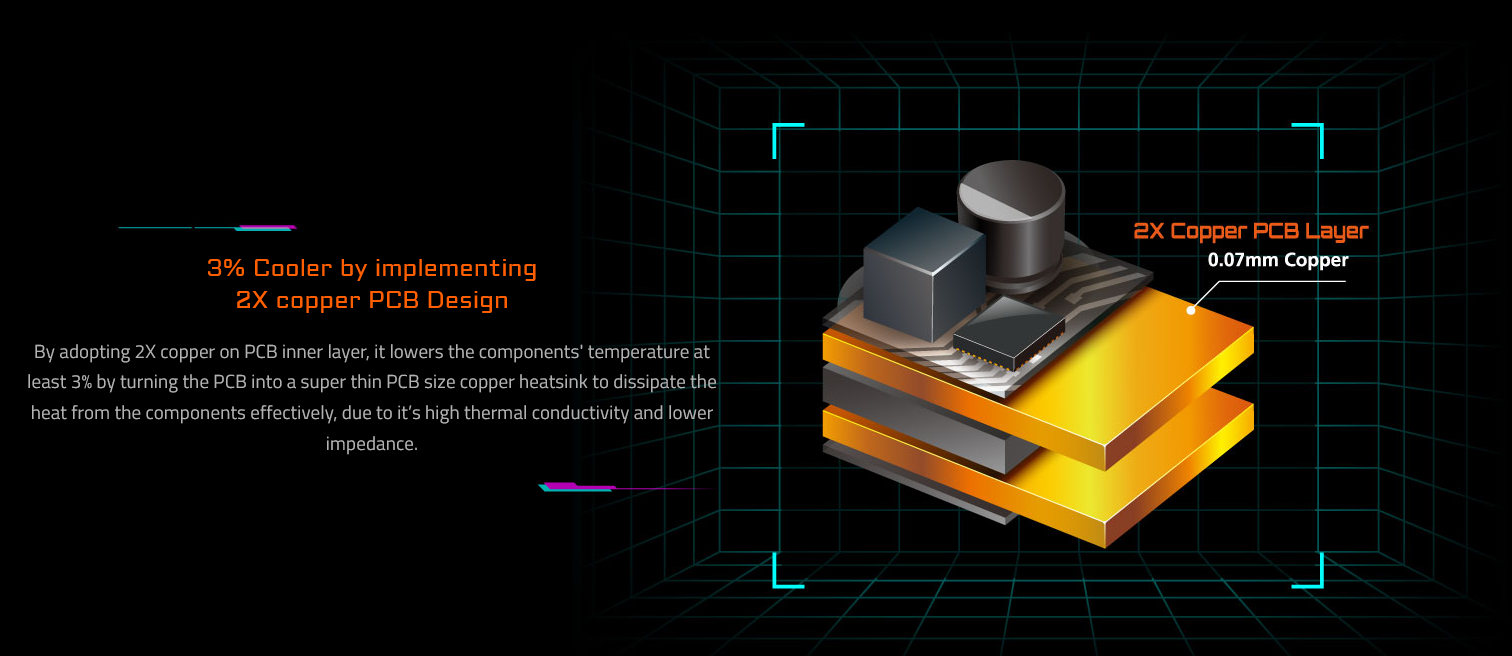 3% Cooler by implementing
2X copper PCB Design
By adopting 2X copper on PCB inner layer, it lowers the components' temperature at
least 3% by turning the PCB into a super thin PCB size copper heatsink to dissipate the
heat from the components effectively, due to it’s high thermal conductivity and lower
impedance.
2X Copper PCB Layer
0.07mm Copper